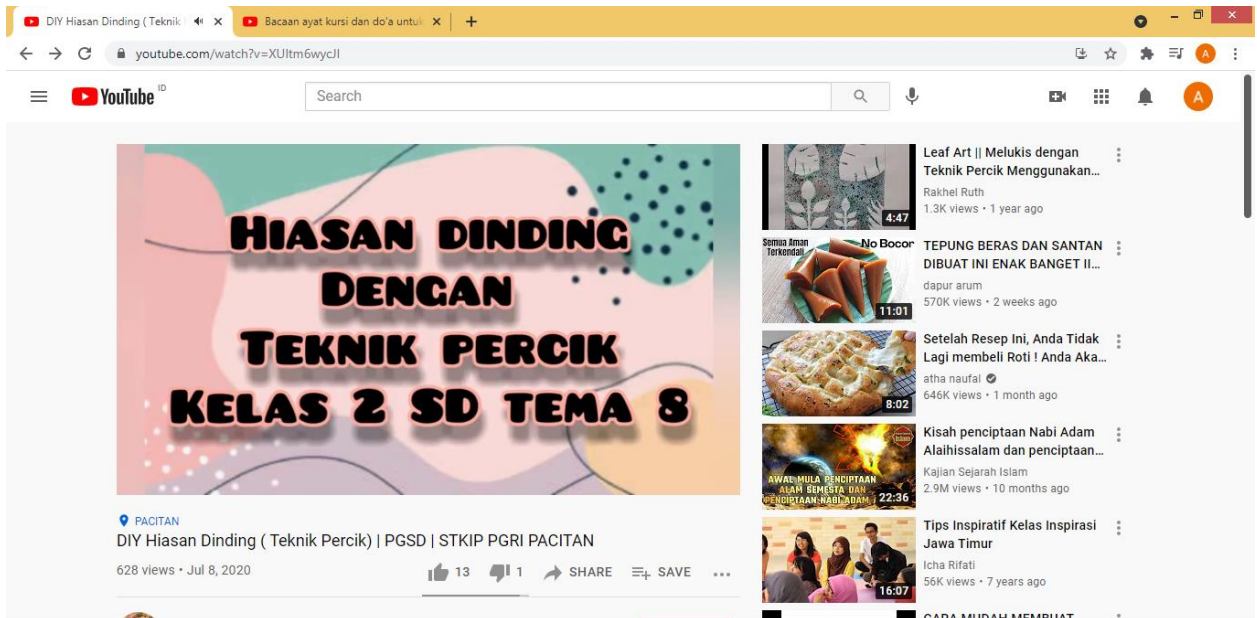 DIY Hiasan Dinding ( Teknik
Bacaan ayat kursi dan do'a untuk
youtube.com/watch?v=XUltm6wycJI
A
YouTube ID
Search
A
HIASAN DINDING
DENGAN
TEKNIK PERCIK
KELAS 2 SD TEMA 8
PACITAN
DIY Hiasan Dinding ( Teknik Percik) | PGSD | STKIP PGRI PACITAN
628 views • Jul 8, 2020
13 1 SHARE SAVE
4:47
Leaf Art || Melukis dengan
Teknik Percik Menggunakan...
Rakhel Ruth
1.3K views • 1 year ago
Semua Aman
Terkendali
No Bocor
11:01
TEPUNG BERAS DAN SANTAN
DIBUAT INI ENAK BANGET II...
dapur arum
570K views • 2 weeks ago
8:02
Setelah Resep Ini, Anda Tidak
Lagi membeli Roti ! Anda Aka...
atha naufal
646K views • 1 month ago
AWAL MULA PENCIPTAAN
ALAM SEMESTA DAN
PENCIPTAAN NABI ADAM
22:36
Kisah penciptaan Nabi Adam
Alaihissalam dan penciptaan...
Kajian Sejarah Islam
2.9M views • 10 months ago
16:07
Tips Inspiratif Kelas Inspirasi
Jawa Timur
Icha Rifati
56K views • 7 years ago
CARA MUDAH MEMBUAT